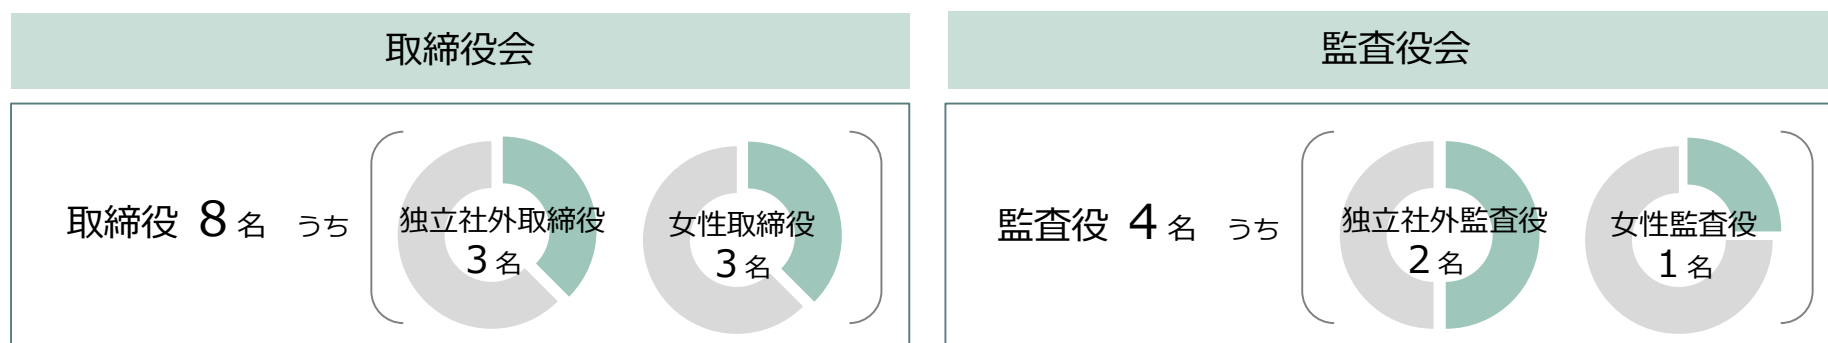 取締役会
取締役 8 名 うち
独立社外取締役
3 名
女性取締役
3 名
監査役会
監査役 4 名 うち
独立社外監査役
2 名
女性監査役
1 名